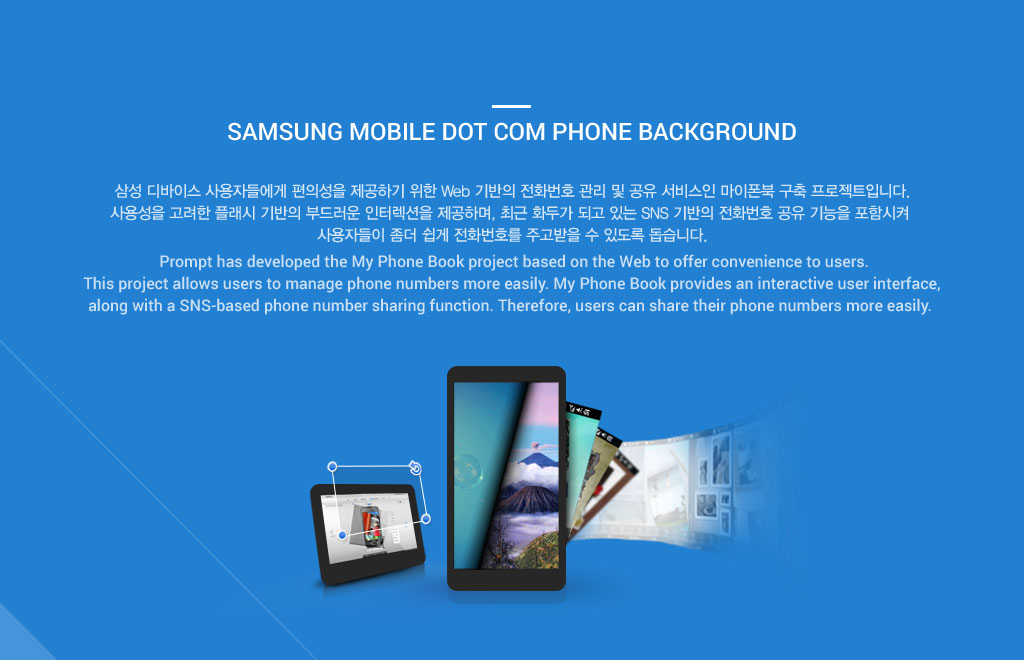 SAMSUNG MOBILE DOT COM PHONE BACKGROUND
삼성 디바이스 사용자들에게 편의성을 제공하기 위한 Web 기반의 전화번호 관리 및 공유 서비스인 마이폰북 구축 프로젝트입니다.
사용성을 고려한 플래시 기반의 부드러운 인터렉션을 제공하며, 최근 화두가 되고 있는 SNS 기반의 전화번호 공유 기능을 포함시켜
사용자들이 좀더 쉽게 전화번호를 주고받을 수 있도록 돕습니다.
Prompt has developed the My Phone Book project based on the Web to offer convenience to users.
This project allows users to manage phone numbers more easily. My Phone Book provides an interactive user interface,
along with a SNS-based phone number sharing function. Therefore, users can share their phone numbers more easily.